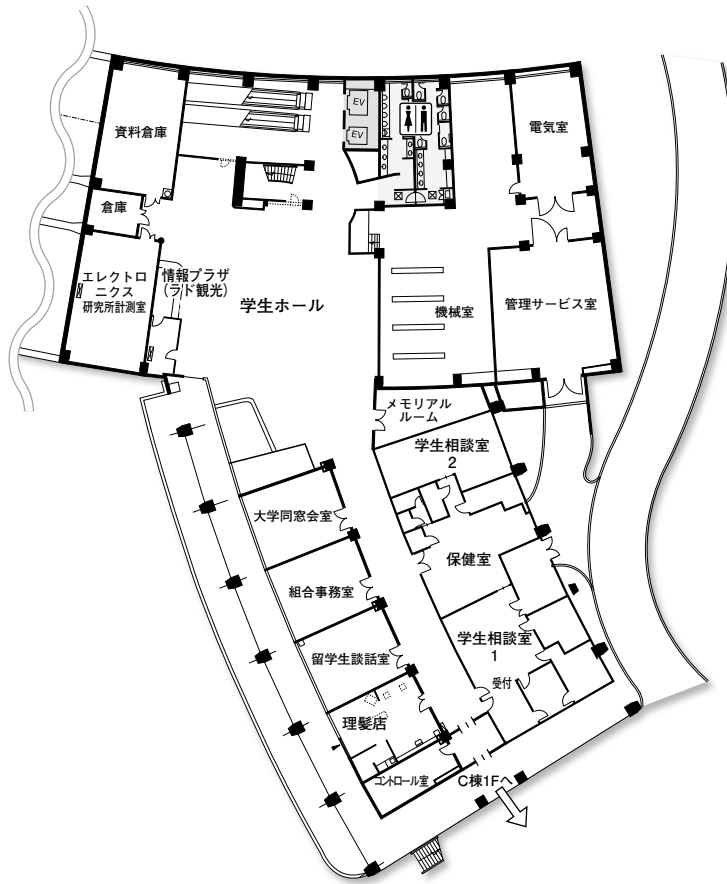 EV
EV
資料倉庫
電気室
倉庫
エレクトロ
ニクス
研究所計測室
情報プラザ
(ラド観光)
学生ホール
機械室
管理サービス室
メモリアル
ルーム
学生相談室
2
大学同窓会室
保健室
組合事務室
学生相談室
1
留学生談話室
受付
理髪店
コントロール室
C棟1Fへ